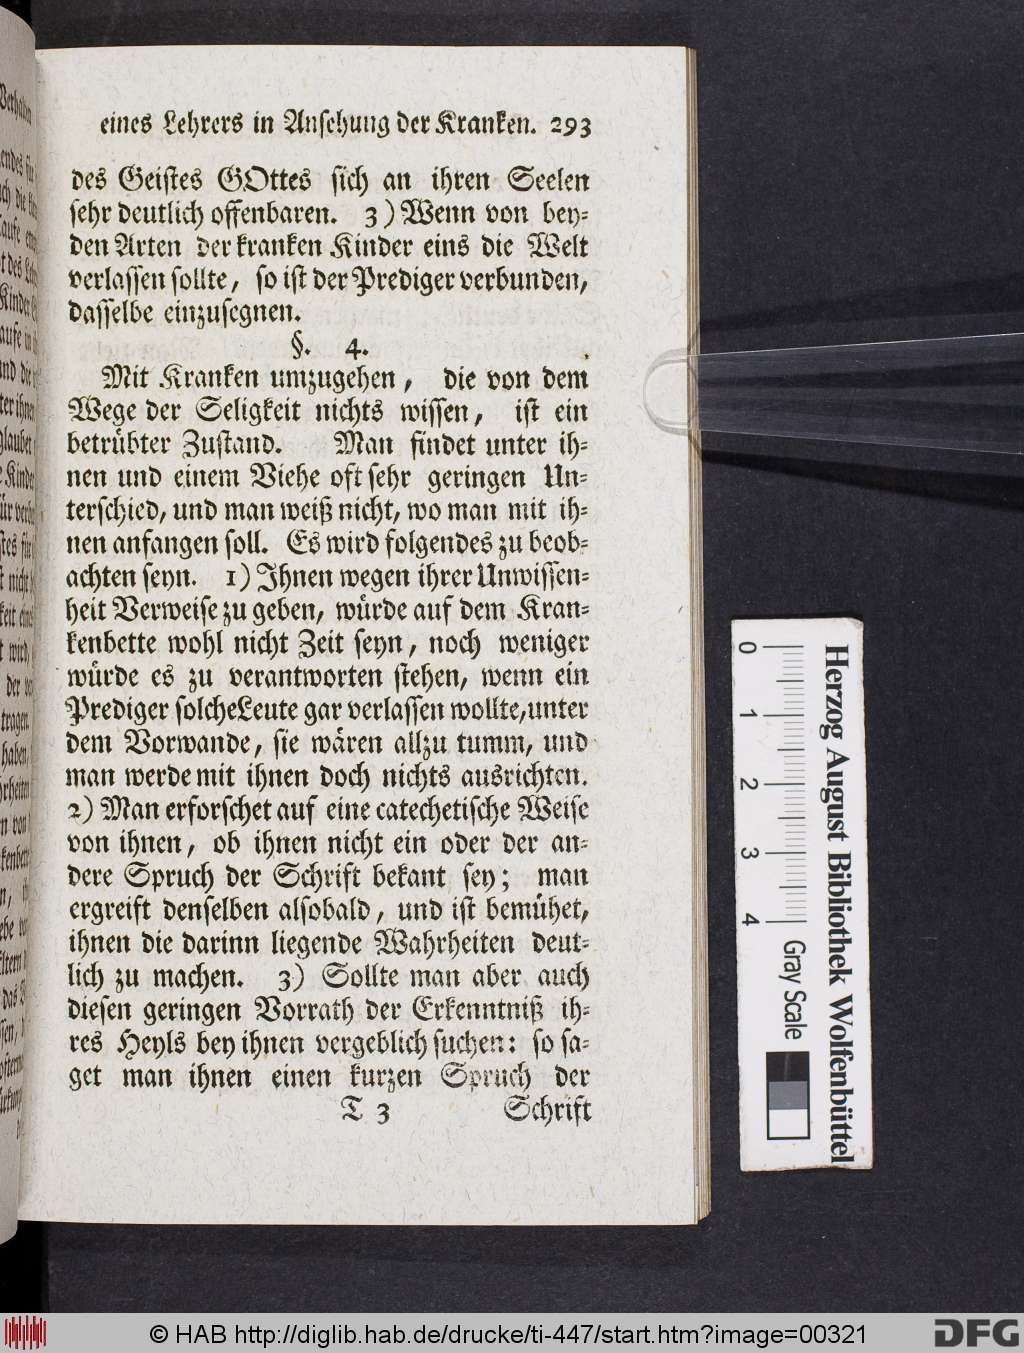 eines Lehrers in Ansehung der Kranken. 293
des Geistes GOttes sich an ihren Seelen
sehr deutlich offenbaren. 3) Wenn von bey-
den Arten der kranken Kinder eins die Welt
verlassen sollte, so ist der Prediger verbunden,
dasselbe einzusegnen.
§. 4.
Mit Kranken umzugehen, die von dem
Wege der Seligkeit nichts wissen, ist ein
betrübter Zustand. Man findet unter ih-
nen und einem Viehe oft sehr geringen Un-
terschied, und man weiß nicht, wo man mit ih-
nen anfangen soll. Es wird folgendes zu beob-
achten seyn. 1) Ihnen wegen ihrer Unwissen-
heit Verweise zu geben, würde auf dem Kran-
kenbette wohl nicht Zeit seyn, noch weniger
würde es zu verantworten stehen, wenn ein
Prediger solche Leute gar verlassen wollte, unter
dem Vorwande, sie wären allzu tumm, und
man werde mit ihnen doch nichts ausrichten.
2) Man erforschet auf eine catechetische Weise
von ihnen, ob ihnen nicht ein oder der an-
dere Spruch der Schrift bekant sey; man
ergreift denselben alsobald, und ist bemühet,
ihnen die darinn liegende Wahrheiten deut-
lich zu machen. 3) Sollte man aber auch
diesen geringen Vorrath der Erkenntniß ih-
res Heyls bey ihnen vergeblich suchen: so sa-
get man ihnen einen kurzen Spruch der
T 3 Schrift
0 1 2 3 4
Gray Scale
Herzog August Bibliothek Wolfenbüttel
© HAB http://diglib.hab.de/drucke/ti-447/start.htm?image=00321
DFG